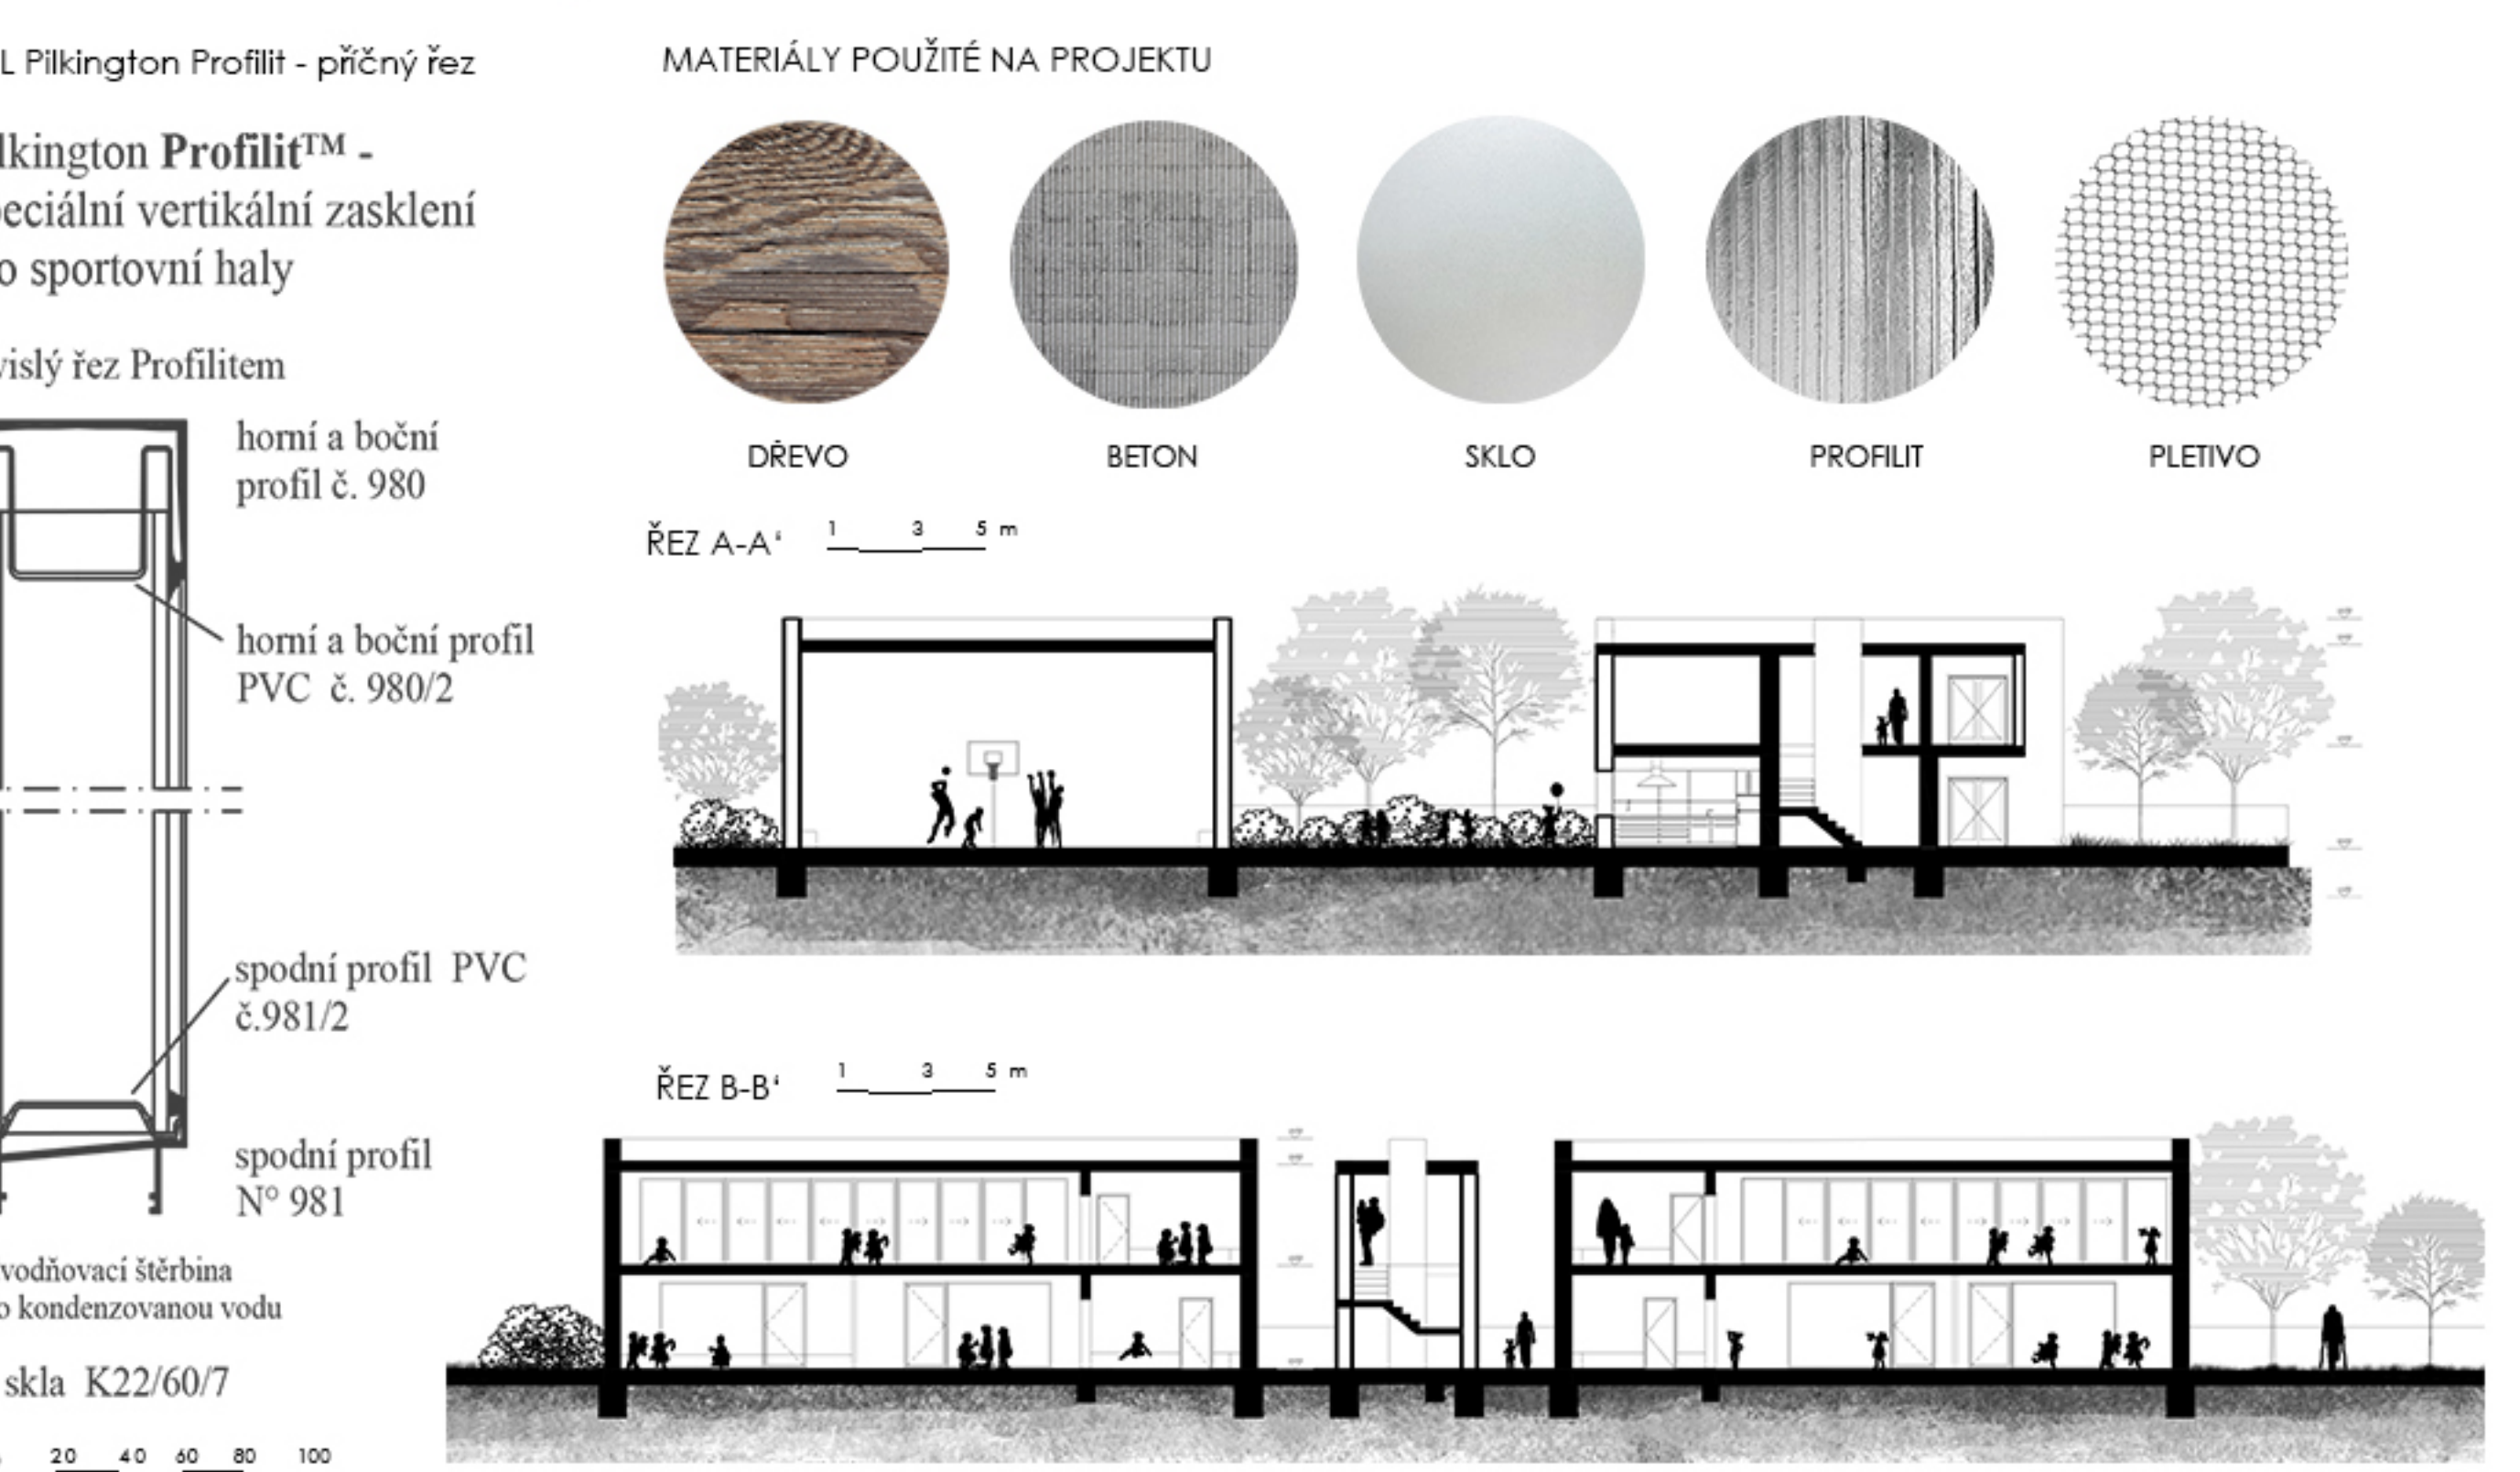 L Pilkington Profilit - příčný řez
lkington Profilit™ -
eciální vertikální zasklení
o sportovní haly
vislý řez Profilitem
horní a boční
profil č. 980
horní a boční profil
PVC č. 980/2
spodní profil PVC
č.981/2
spodní profil
N° 981
vodňovací štěrbina
o kondenzovanou vodu
skla K22/60/7
20 40 60 80 100
MATERIÁLY POUŽITÉ NA PROJEKTU
DŘEVO
BETON
SKLO
PROFILIT
PLETIVO
ŘEZ A-A‘
1 3 5 m
ŘEZ B-B‘
1 3 5 m